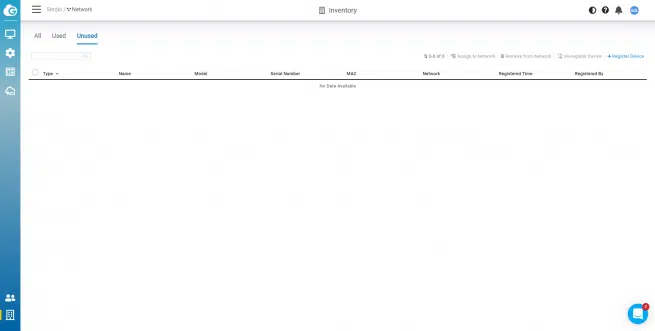 Sergio / Network
Inventory
All Used Unused
0-0 of 0 Assign to Network Remove from Network Un-register Device + Register Device
Type Name Model Serial Number MAC Network Registered Time Registered By
No Data Available